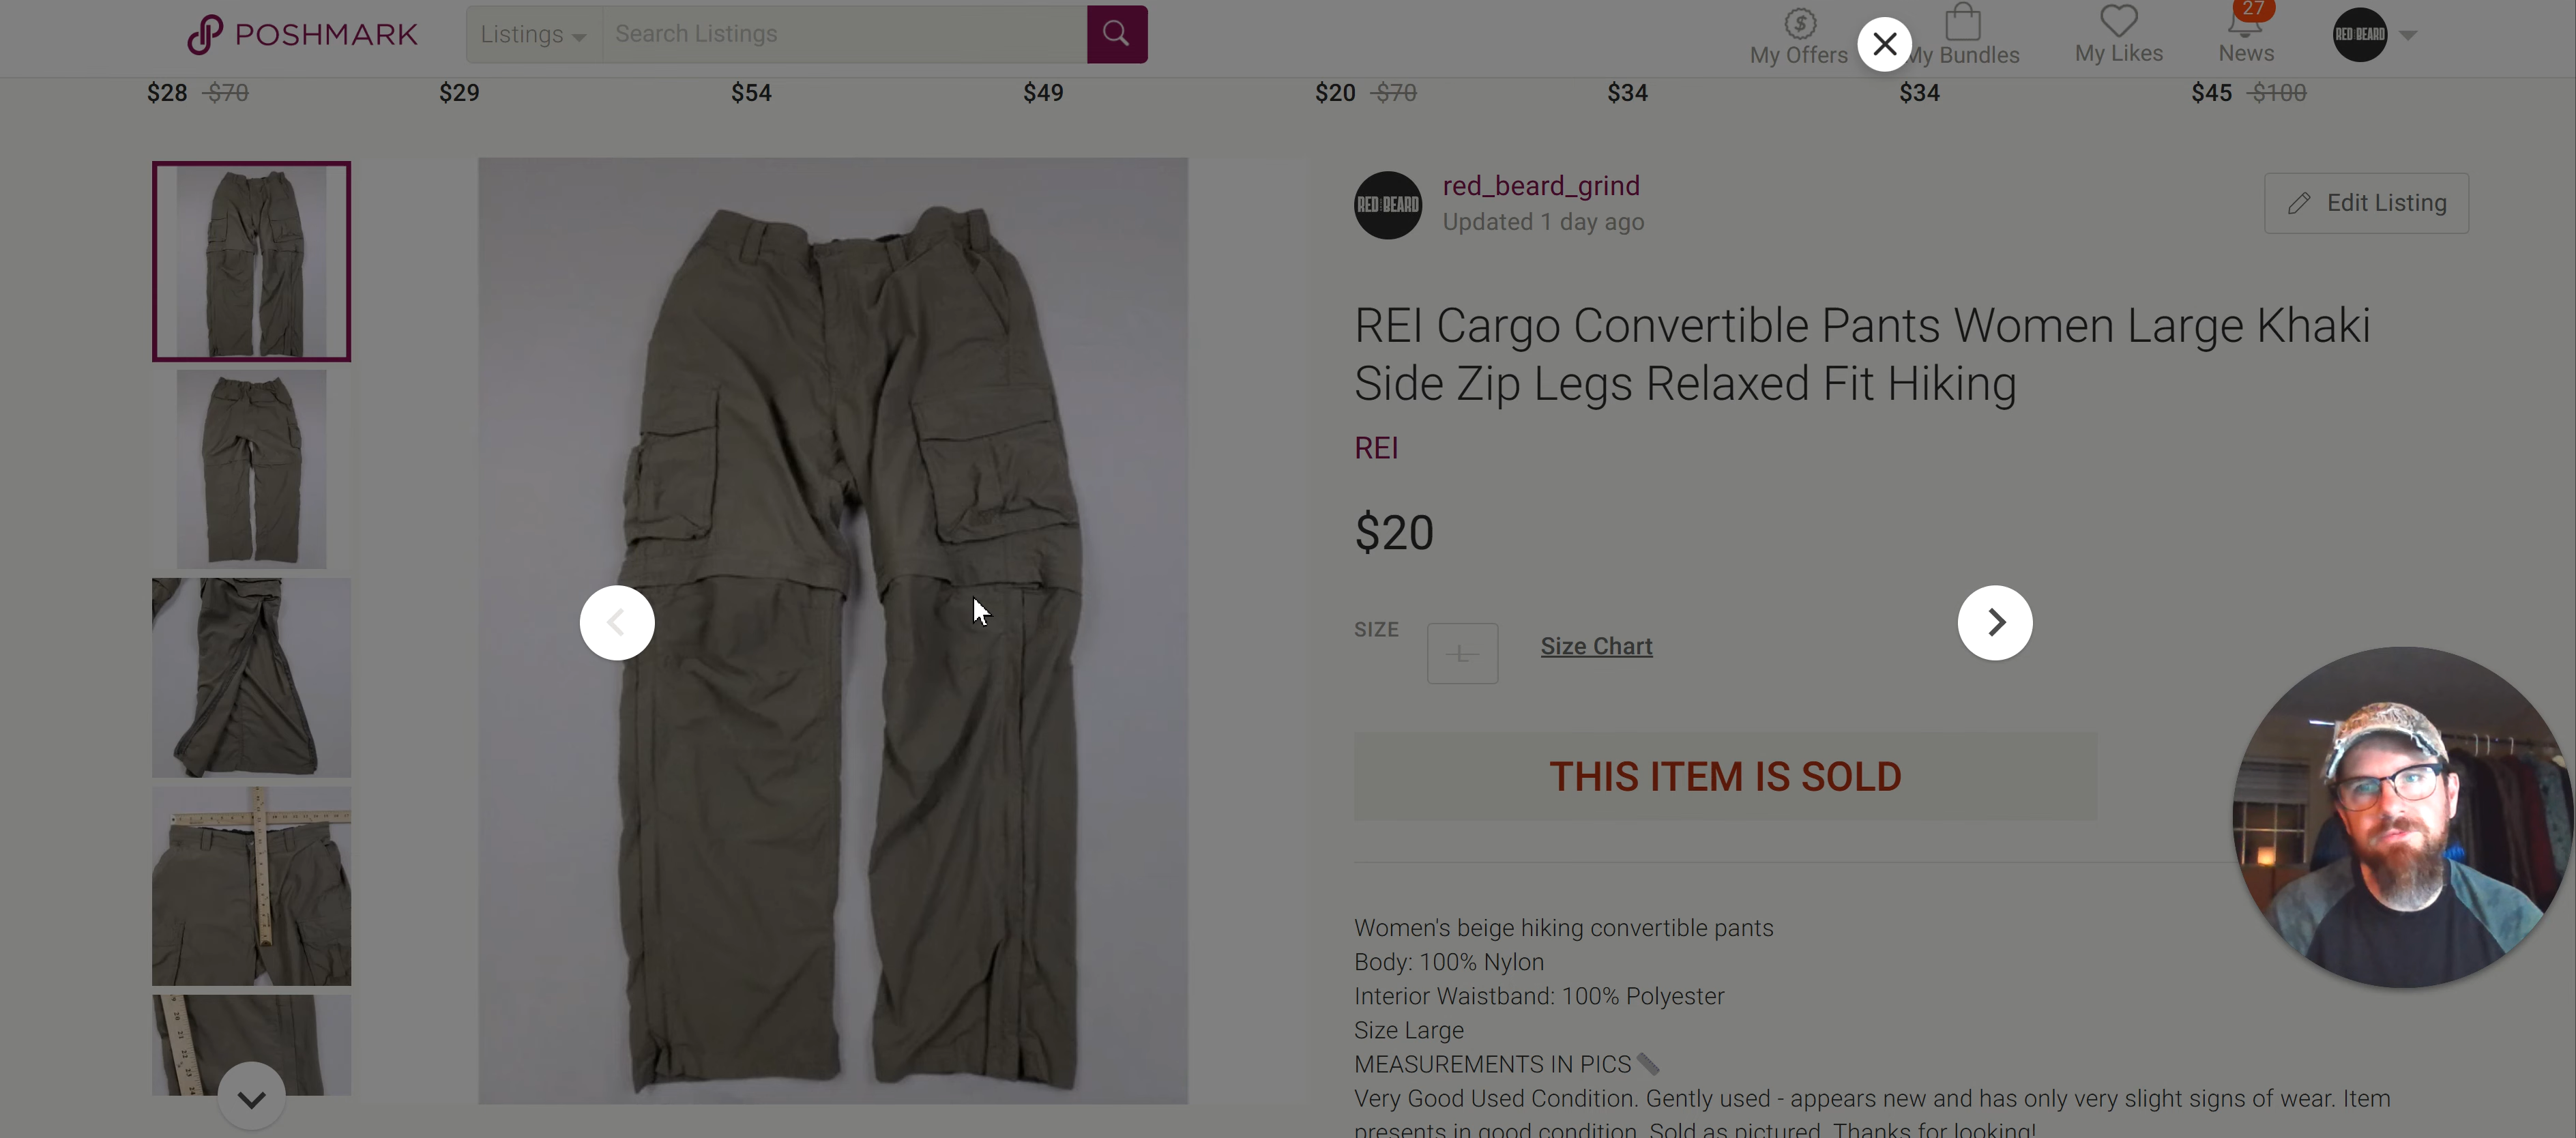 POSHMARK
Listings
Search Listings
My Offers
My Bundles
My Likes
27
News
RED BEARD
$28 $70
$29
$54
$49
$20 $70
$34
$34
$45 $100
RED BEARD
red_beard_grind
Updated 1 day ago
Edit Listing
REI Cargo Convertible Pants Women Large Khaki
Side Zip Legs Relaxed Fit Hiking
REI
$20
SIZE
L
Size Chart
THIS ITEM IS SOLD
Women's beige hiking convertible pants
Body: 100% Nylon
Interior Waistband: 100% Polyester
Size Large
MEASUREMENTS IN PICS
Very Good Used Condition. Gently used - appears new and has only very slight signs of wear. Item
presents in good condition. Sold as pictured. Thanks for looking!